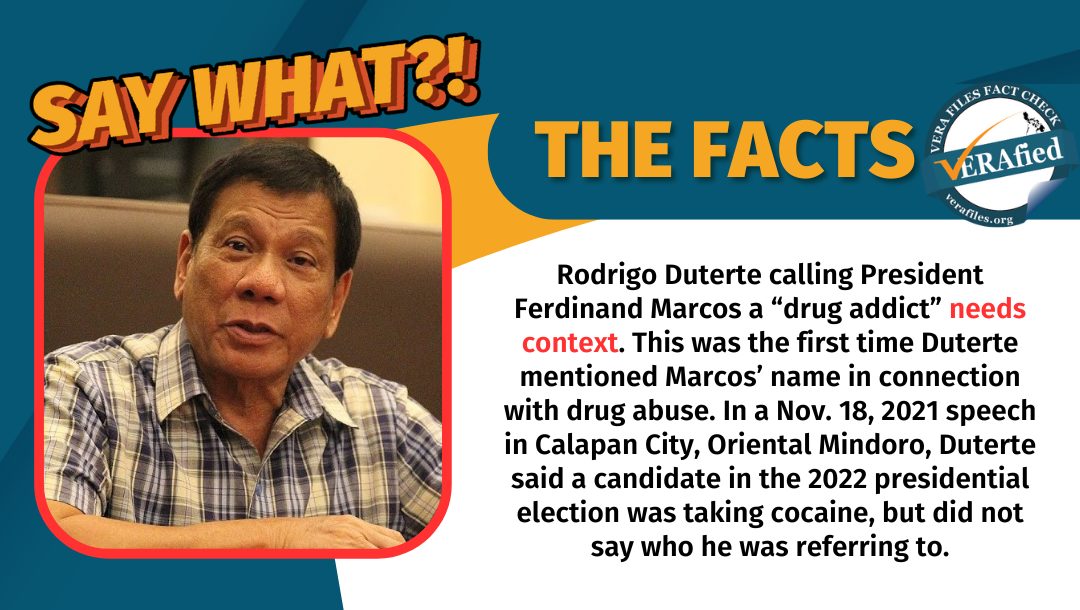 SAY WHAT?!
THE FACTS
VERA FILES FACT CHECK
VERAfied
verafiles.org
Rodrigo Duterte calling President
Ferdinand Marcos a “drug addict” needs
context. This was the first time Duterte
mentioned Marcos’ name in connection
with drug abuse. In a Nov. 18, 2021 speech
in Calapan City, Oriental Mindoro, Duterte
said a candidate in the 2022 presidential
election was taking cocaine, but did not
say who he was referring to.